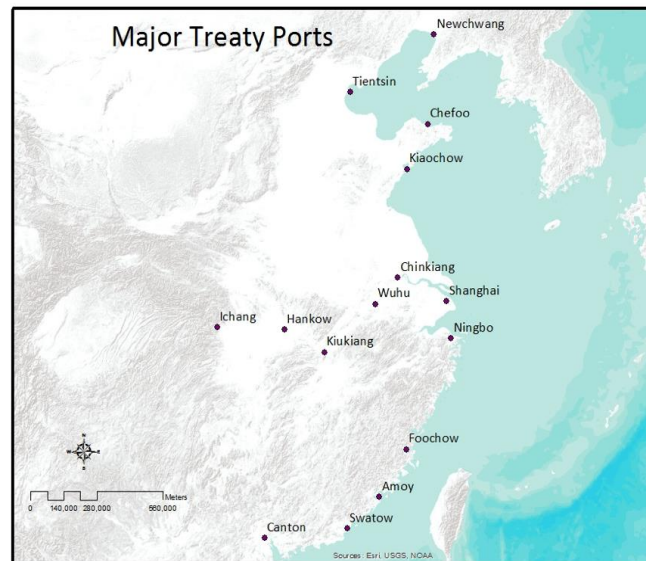 Major Treaty Ports
Newchwang
Tientsin
Chefoo
Kiaochow
Chinkiang
Wuhu
Shanghai
Ichang
Hankow
Ningbo
Kiukiang
Foochow
Amoy
Swatow
Canton
N
W E
S
Meters
0 140,000 280,000 560,000
Sources: Esri, USGS, NOAA